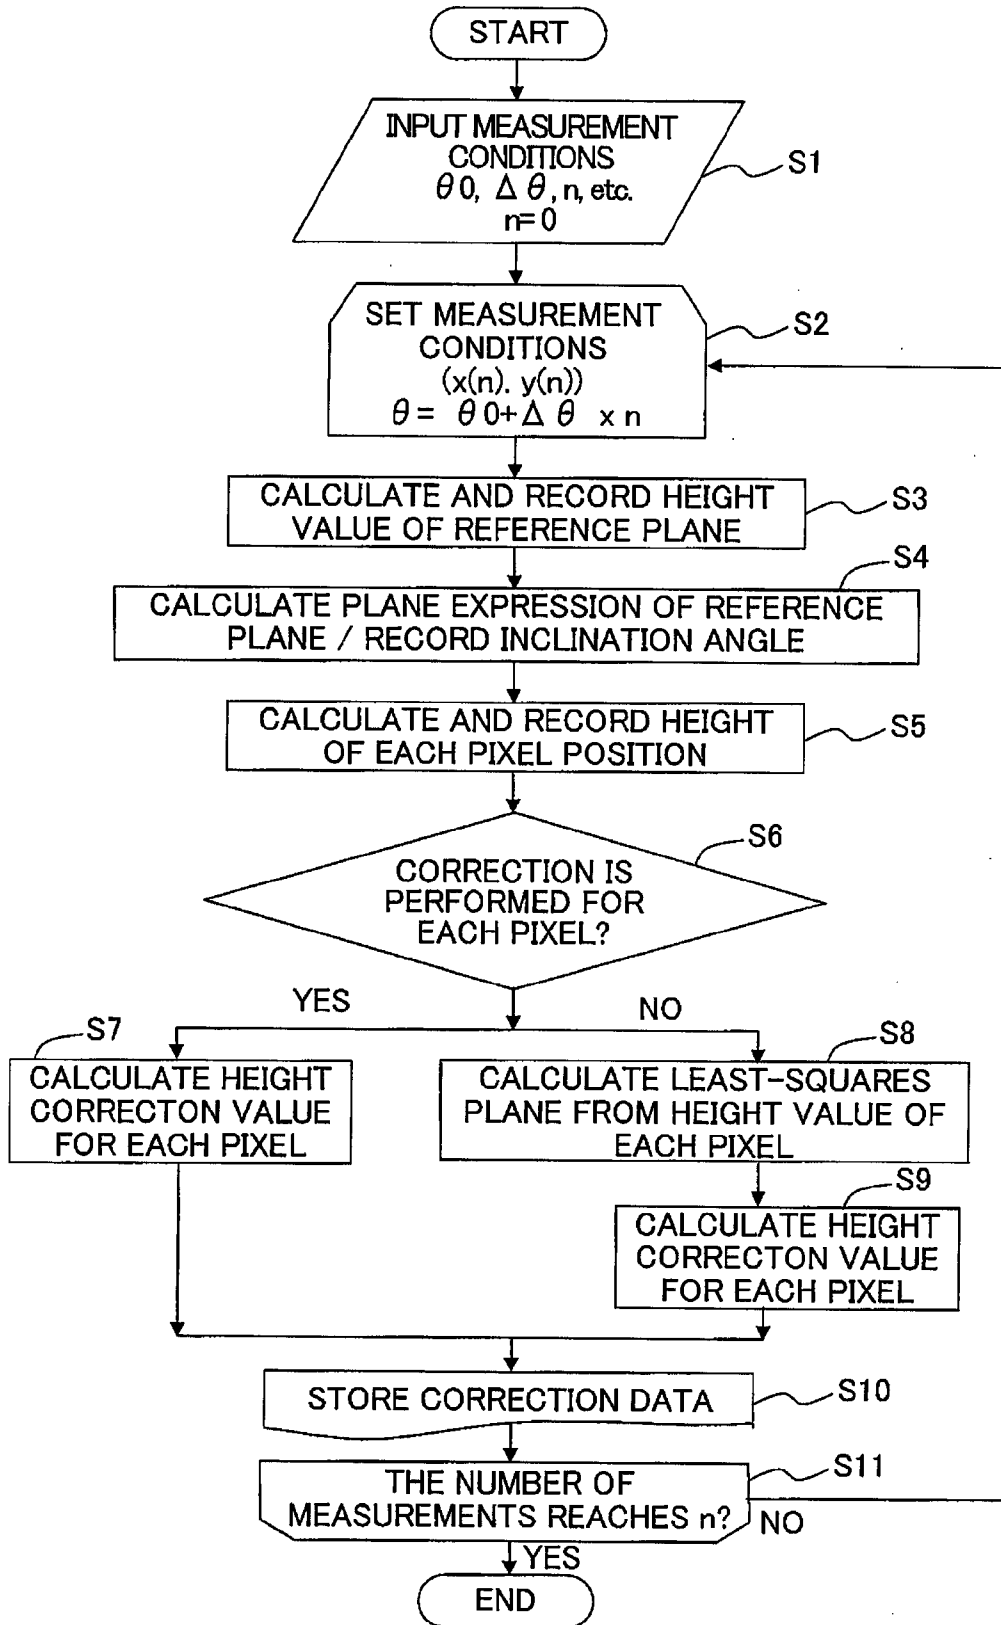 START
INPUT MEASUREMENT
CONDITIONS
θ0, Δθ, n, etc.
n=0
S1
SET MEASUREMENT
CONDITIONS
(x(n). y(n))
θ = θ0+Δθ x n
S2
CALCULATE AND RECORD HEIGHT
VALUE OF REFERENCE PLANE
S3
S4
CALCULATE PLANE EXPRESSION OF REFERENCE
PLANE / RECORD INCLINATION ANGLE
CALCULATE AND RECORD HEIGHT
OF EACH PIXEL POSITION
S5
S6
CORRECTION IS
PERFORMED FOR
EACH PIXEL?
YES
NO
S7
CALCULATE HEIGHT
CORRECTON VALUE
FOR EACH PIXEL
S8
CALCULATE LEAST-SQUARES
PLANE FROM HEIGHT VALUE OF
EACH PIXEL
S9
CALCULATE HEIGHT
CORRECTON VALUE
FOR EACH PIXEL
STORE CORRECTION DATA
S10
THE NUMBER OF
MEASUREMENTS REACHES n?
S11
NO
YES
END